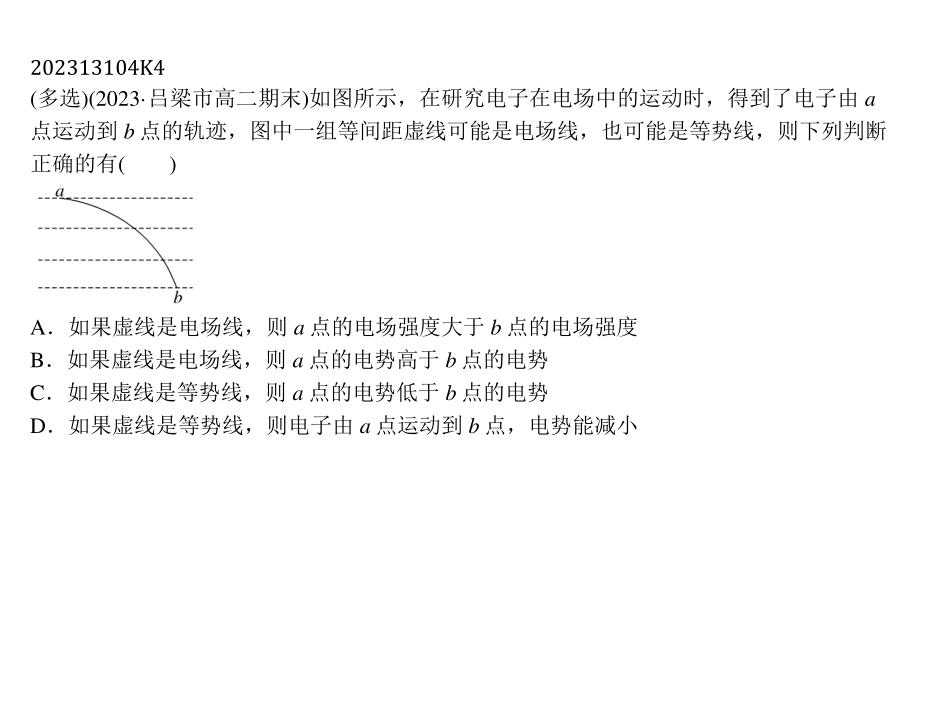 202313104K4
(多选)(2023·吕梁市高二期末)如图所示，在研究电子在电场中的运动时，得到了电子由 a
点运动到 b 点的轨迹，图中一组等间距虚线可能是电场线，也可能是等势线，则下列判断
正确的有(　　)
a
b
A．如果虚线是电场线，则 a 点的电场强度大于 b 点的电场强度
B．如果虚线是电场线，则 a 点的电势高于 b 点的电势
C．如果虚线是等势线，则 a 点的电势低于 b 点的电势
D．如果虚线是等势线，则电子由 a 点运动到 b 点，电势能减小